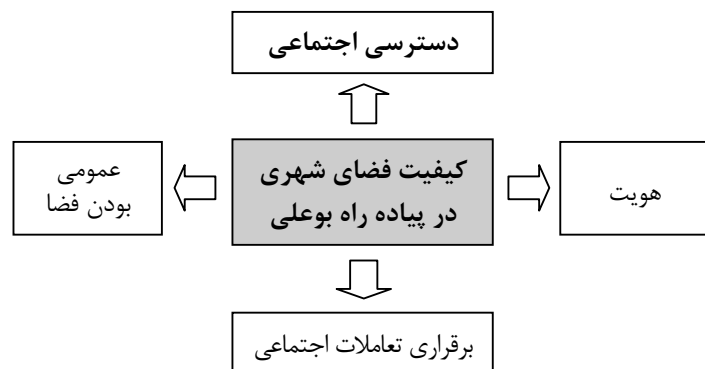 دسترسی اجتماعی
کیفیت فضای شهری
در پیاده راه بوعلی
هویت
عمومی
بودن فضا
برقراری تعاملات اجتماعی